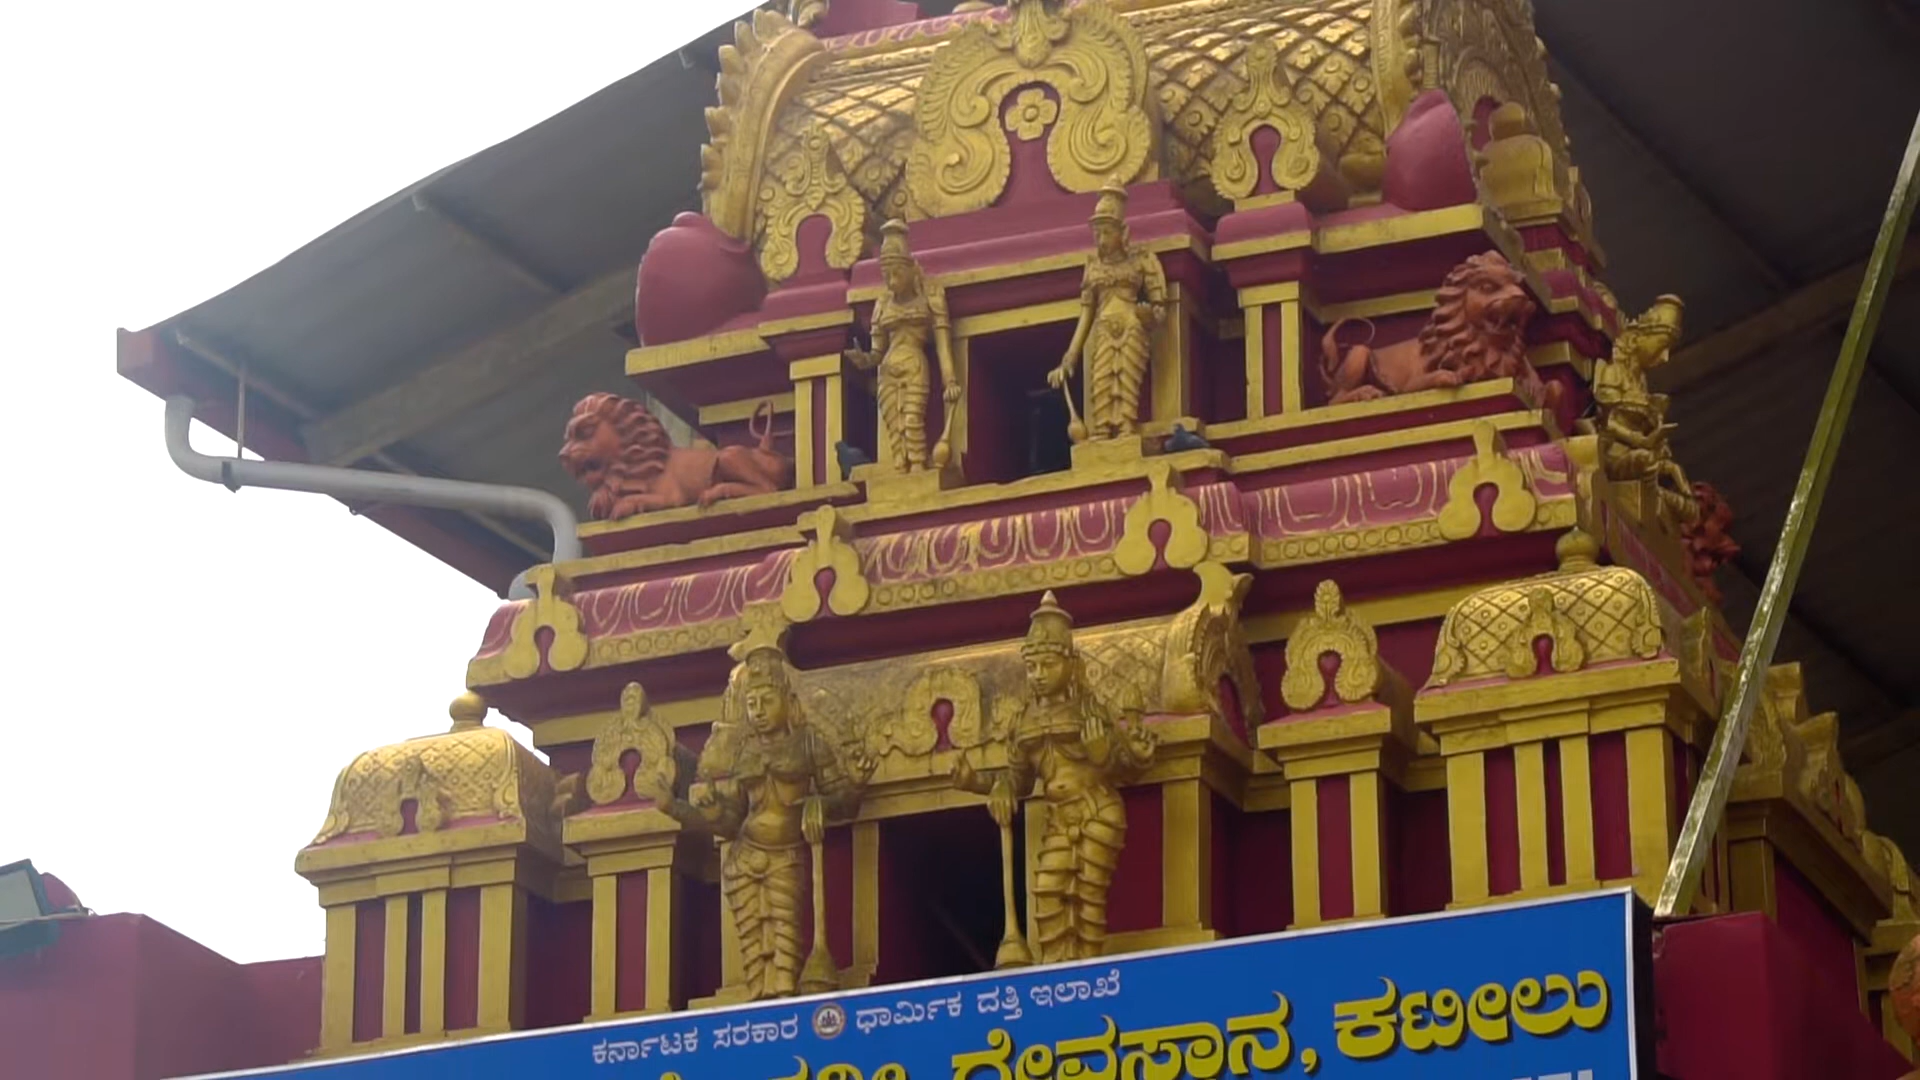 ಕರ್ನಾಟಕ ಸರಕಾರ ಧಾರ್ಮಿಕ ದತ್ತಿ ಇಲಾಖೆ
ದೇವಸ್ಥಾನ, ಕಟೀಲು